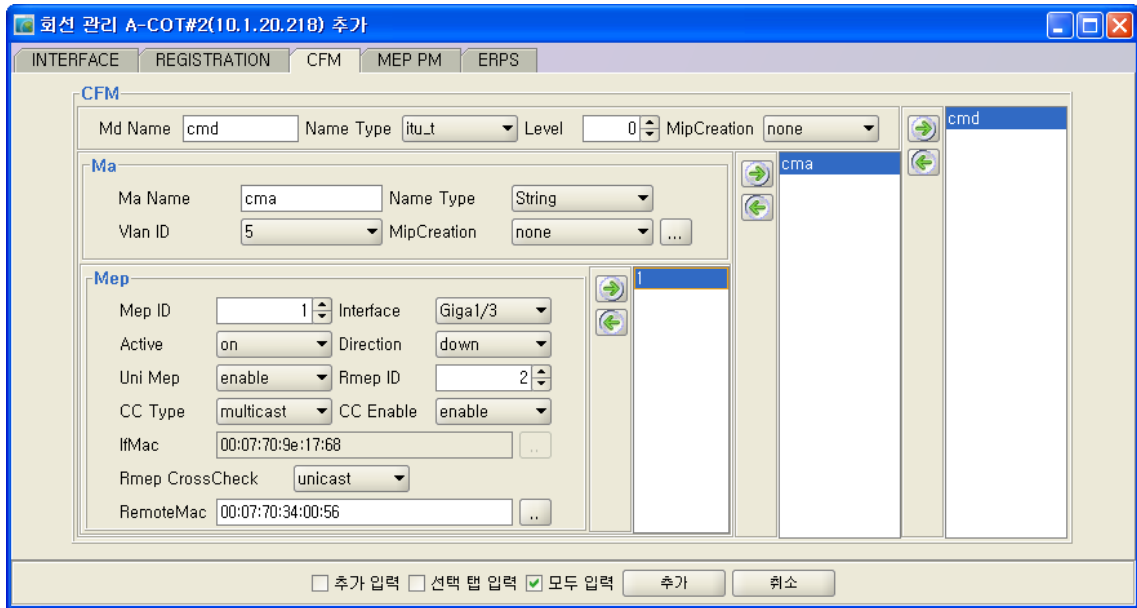 회선 관리 A-COT#2(10.1.20.218) 추가
INTERFACE REGISTRATION CFM MEP PM ERPS
CFM
Md Name cmd Name Type itu_t Level 0 MipCreation none
cmd
Ma
cma
Ma Name cma Name Type String
Vlan ID 5 MipCreation none ...
Mep
1
Mep ID 1 Interface Giga1/3
Active on Direction down
Uni Mep enable Rmep ID 2
CC Type multicast CC Enable enable
IfMac 00:07:70:9e:17:68 ..
Rmep CrossCheck unicast
RemoteMac 00:07:70:34:00:56 ..
추가 입력 선택 탭 입력 모두 입력 추가 취소